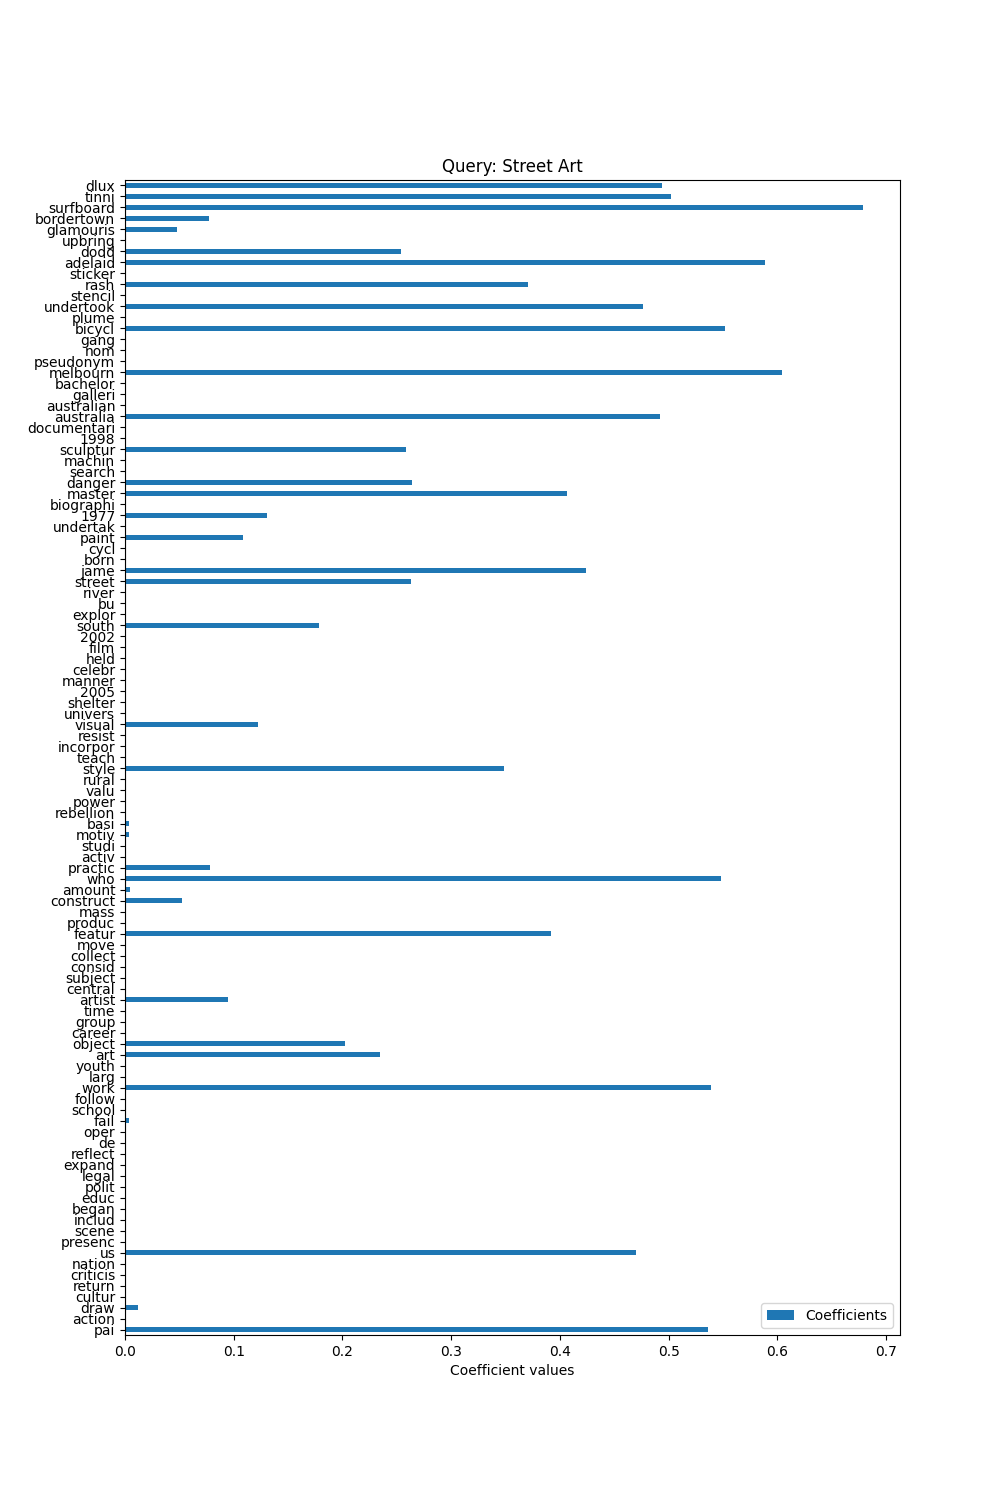 Query: Street Art
dlux
tinni
surfboard
bordertown
glamouris
upbring
dodd
adelaid
sticker
rash
stencil
undertook
plume
bicycl
gang
nom
pseudonym
melbourn
bachelor
galleri
australian
australia
documentari
1998
sculptur
machin
search
danger
master
biographi
1977
undertak
paint
cycl
born
jame
street
river
bu
explor
south
2002
film
held
celebr
manner
2005
shelter
univers
visual
resist
incorpor
teach
style
rural
valu
power
rebellion
basi
motiv
studi
activ
practic
who
amount
construct
mass
produc
featur
move
collect
consid
subject
central
artist
time
group
career
object
art
youth
larg
work
follow
school
fail
oper
de
reflect
expand
legal
polit
educ
began
includ
scene
presenc
us
nation
criticis
return
cultur
draw
action
pai
Coefficients
0.0 0.1 0.2 0.3 0.4 0.5 0.6 0.7
Coefficient values